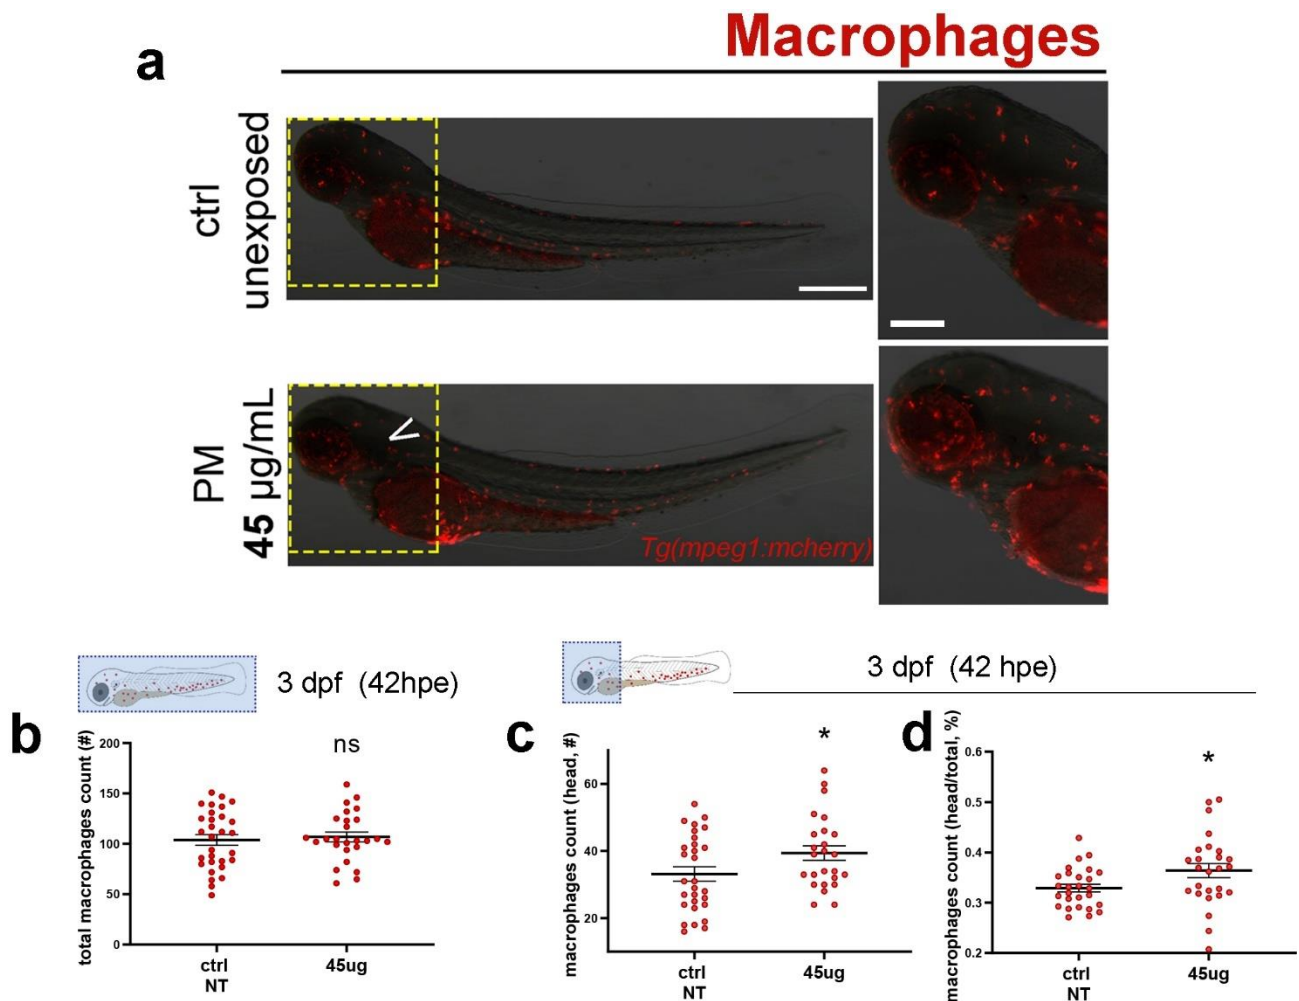 Macrophages
a
ctrl
unexposed
PM
45 µg/mL
Tg(mpeg1:mcherry)
3 dpf (42hpe)
3 dpf (42 hpe)
b
total macrophages count (#)
200
150
100
50
0
ns
ctrl
NT
45ug
c
macrophages count (head, #)
60
40
20
*
ctrl
NT
45ug
d
macrophages count (head/total, %)
0.6
0.5
0.4
0.3
0.2
*
ctrl
NT
45ug